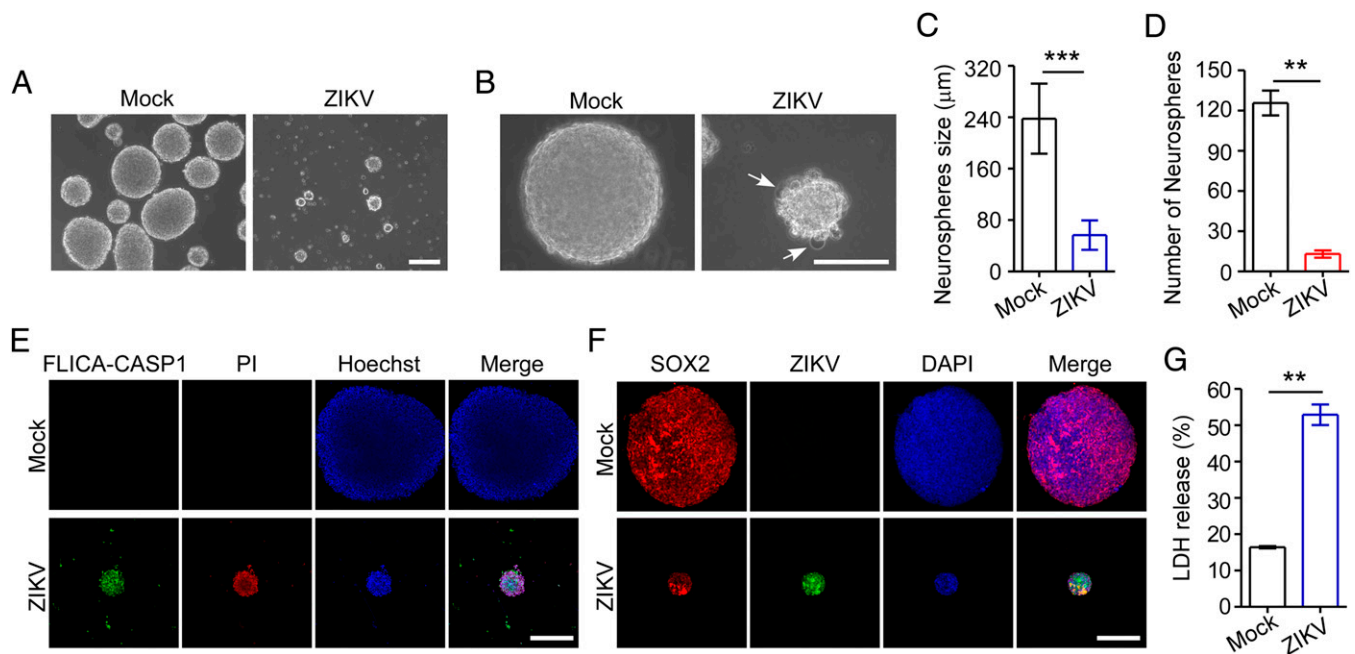 A
Mock
ZIKV
B
Mock
ZIKV
C
Neurospheres size (μm)
320
240
160
80
0
***
Mock
ZIKV
D
Number of Neurospheres
150
120
90
60
30
0
**
Mock
ZIKV
E
FLICA-CASP1
PI
Hoechst
Merge
Mock
ZIKV
F
SOX2
ZIKV
DAPI
Merge
Mock
ZIKV
G
LDH release (%)
60
50
40
30
20
10
0
**
Mock
ZIKV